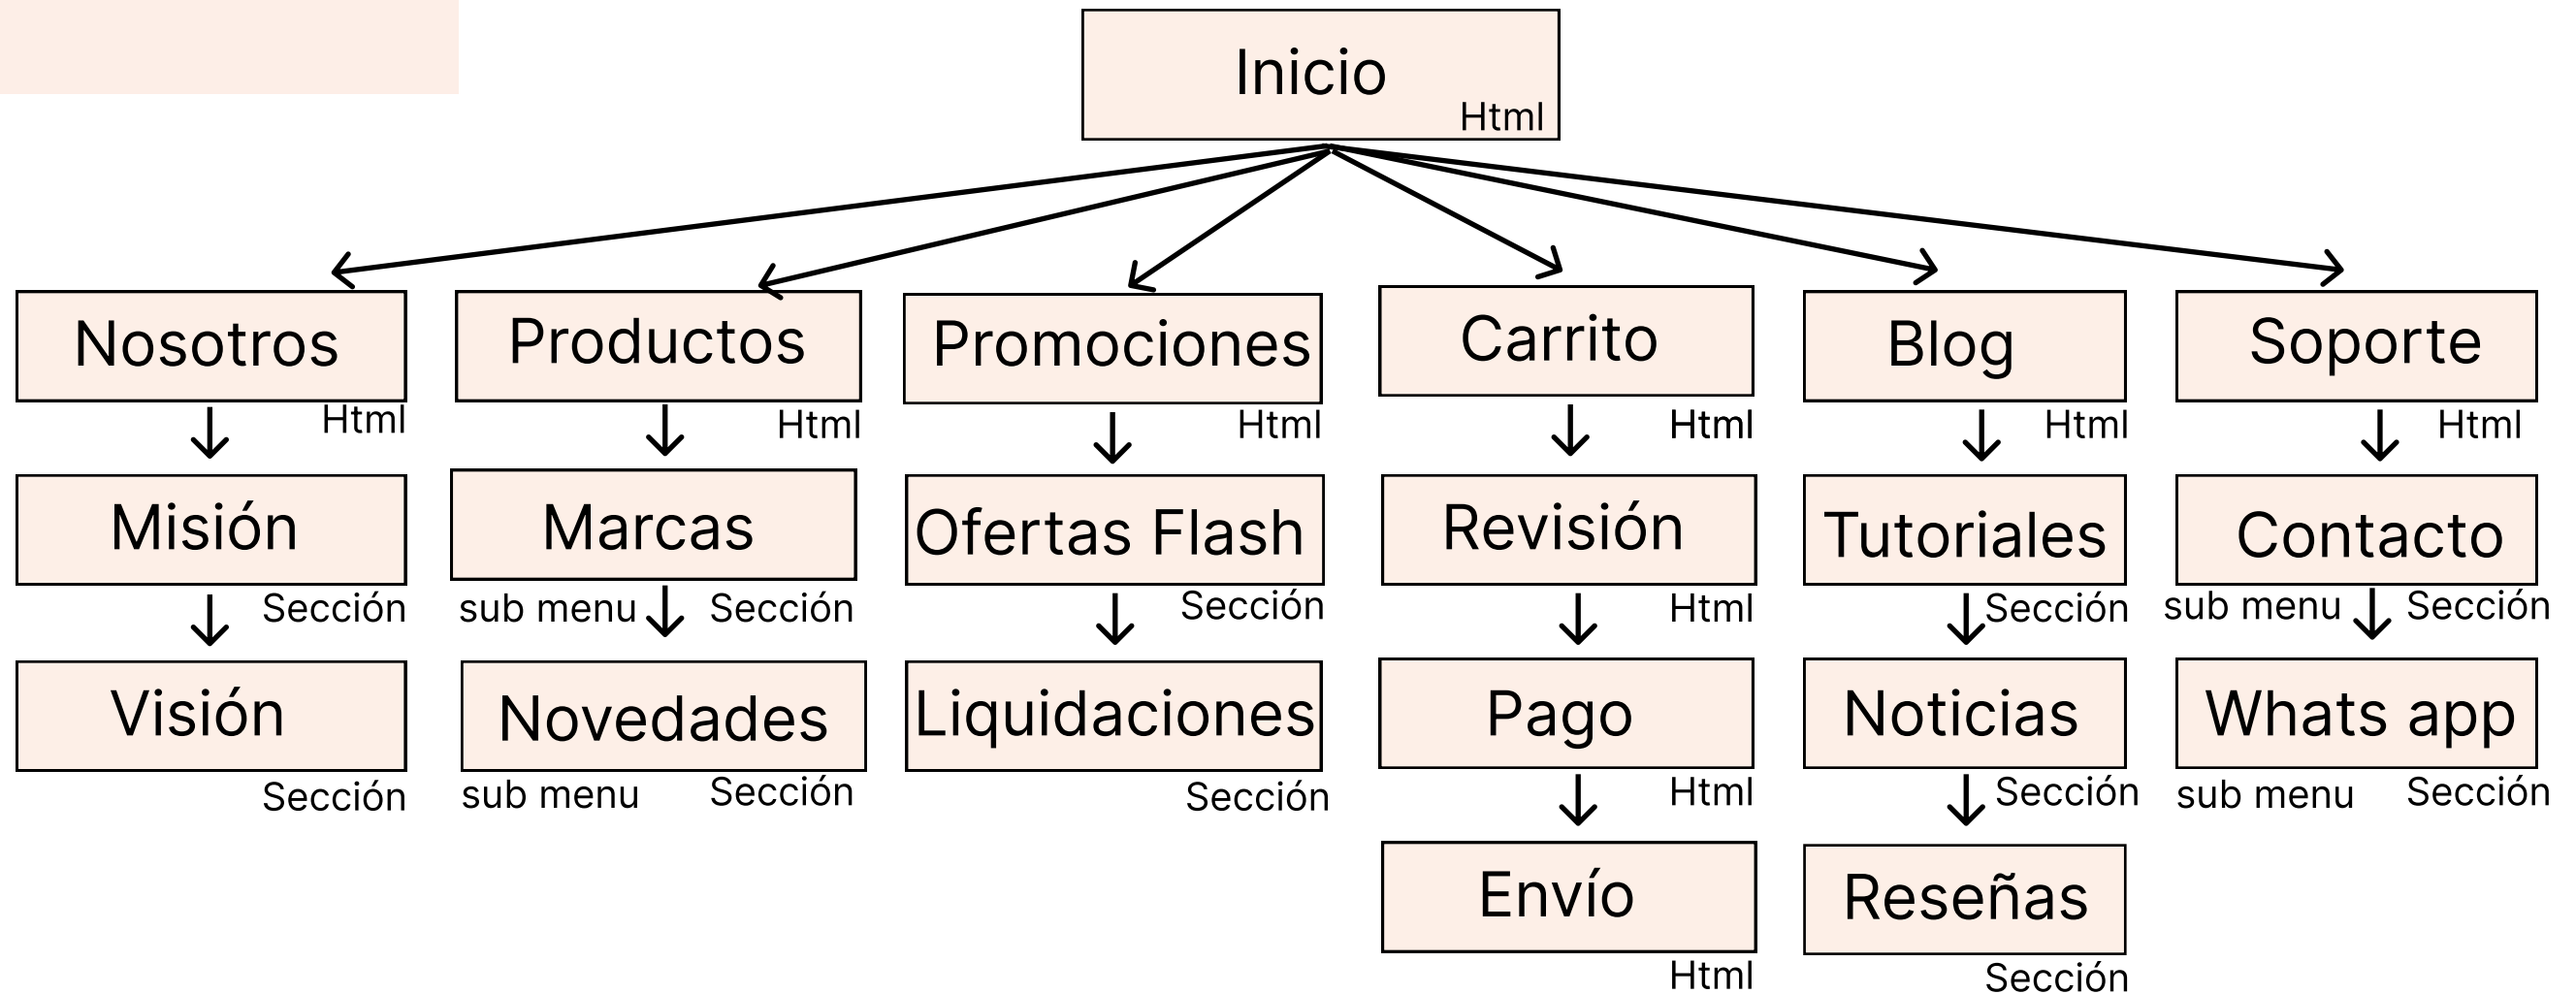 Inicio
Html
Nosotros
Productos
Promociones
Carrito
Blog
Soporte
Html
Html
Html
Html
Html
Html
Misión
Marcas
Ofertas Flash
Revisión
Tutoriales
Contacto
Sección
sub menu
Sección
Sección
Html
Sección
sub menu
Sección
Visión
Novedades
Liquidaciones
Pago
Noticias
Whats app
Sección
sub menu
Sección
Sección
Html
Sección
sub menu
Sección
Envío
Reseñas
Html
Sección